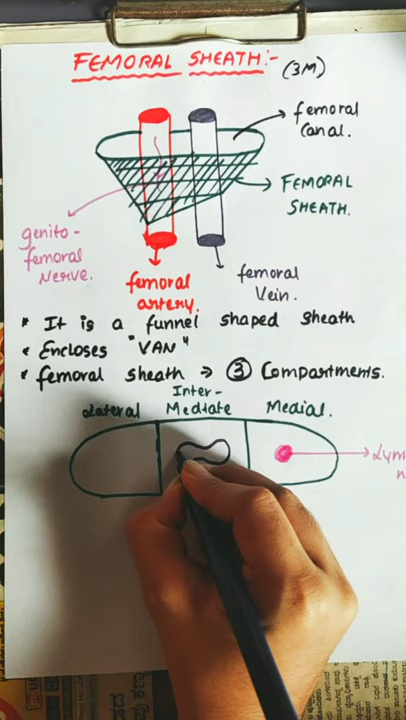 FEMORAL SHEATH:- (3M)
femoral
Canal.
FEMORAL
SHEATH.
genito-
femoral
Nerve.
femoral
artery.
femoral
Vein.
* It is a funnel shaped sheath
* Encloses "VAN"
* femoral sheath → ③ Compartments.
Lateral
Inter-
Mediate
Medial.